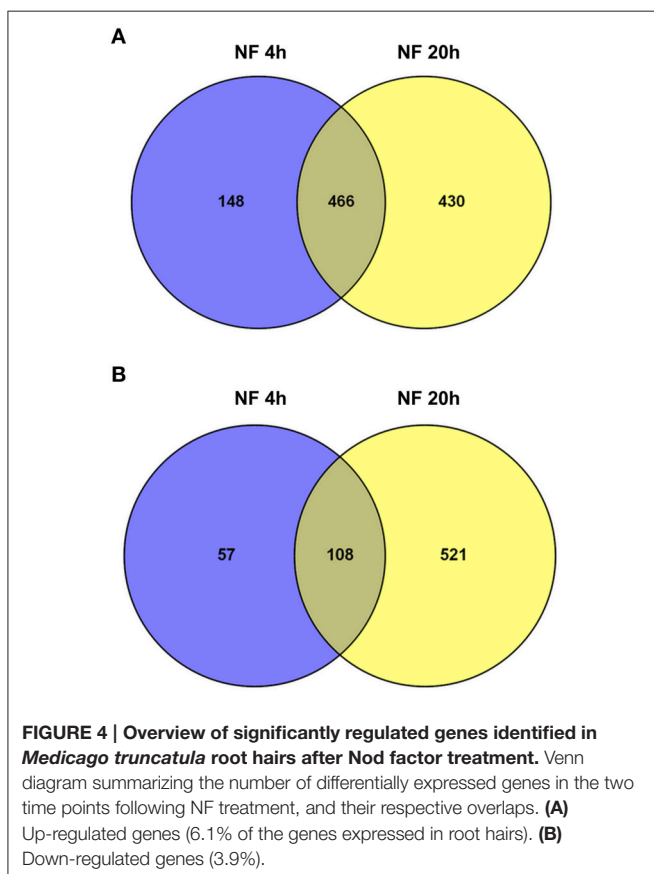 A
NF 4h NF 20h
148 466 430
B
NF 4h NF 20h
57 108 521
FIGURE 4 | Overview of significantly regulated genes identified in
Medicago truncatula root hairs after Nod factor treatment. Venn
diagram summarizing the number of differentially expressed genes in the two
time points following NF treatment, and their respective overlaps. (A)
Up-regulated genes (6.1% of the genes expressed in root hairs). (B)
Down-regulated genes (3.9%).